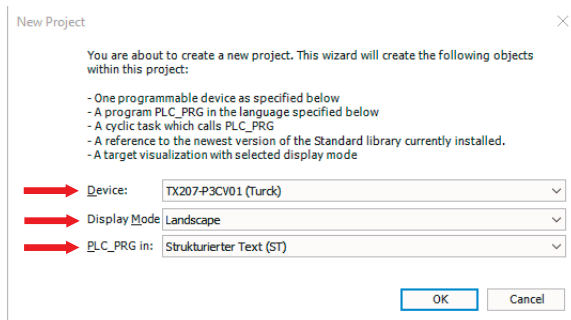 New Project
You are about to create a new project. This wizard will create the following objects
within this project:
- One programmable device as specified below
- A program PLC_PRG in the language specified below
- A cyclic task which calls PLC_PRG
- A reference to the newest version of the Standard library currently installed.
- A target visualization with selected display mode
Device: TX207-P3CV01 (Turck)
Display Mode Landscape
PLC_PRG in: Strukturierter Text (ST)
OK Cancel